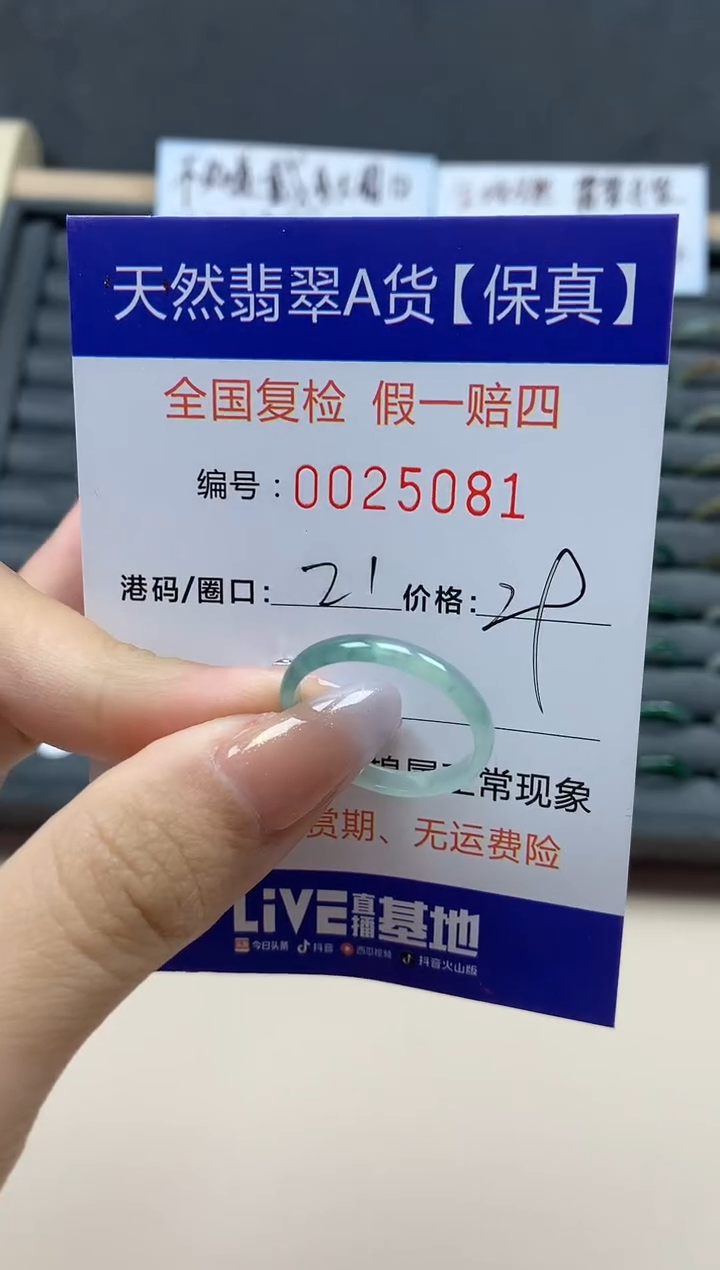 天然翡翠A货【保真】
全国复检 假一赔四
编号:0025081
港码/圈口: 21 价格:
正常现象
赏期、无运费险
LiVE直播基地
今日头条 抖音 西瓜视频 抖音火山版